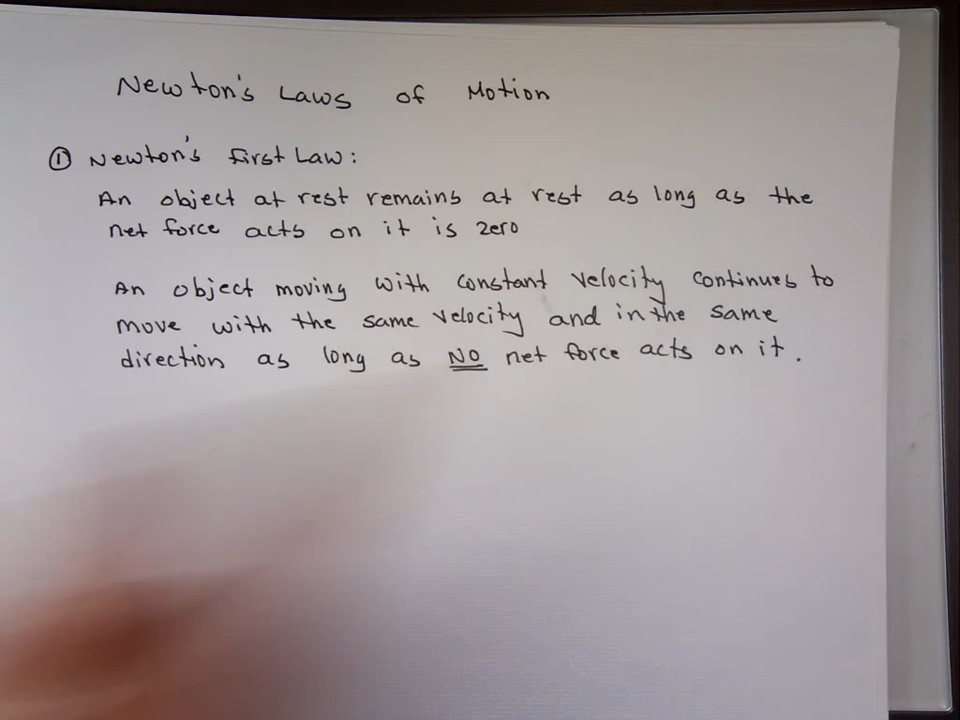 Newton's Laws of Motion
① Newton's First Law:
An object at rest remains at rest as long as the
net force acts on it is zero
An object moving with constant velocity continues to
move with the same velocity and in the same
direction as long as NO net force acts on it.